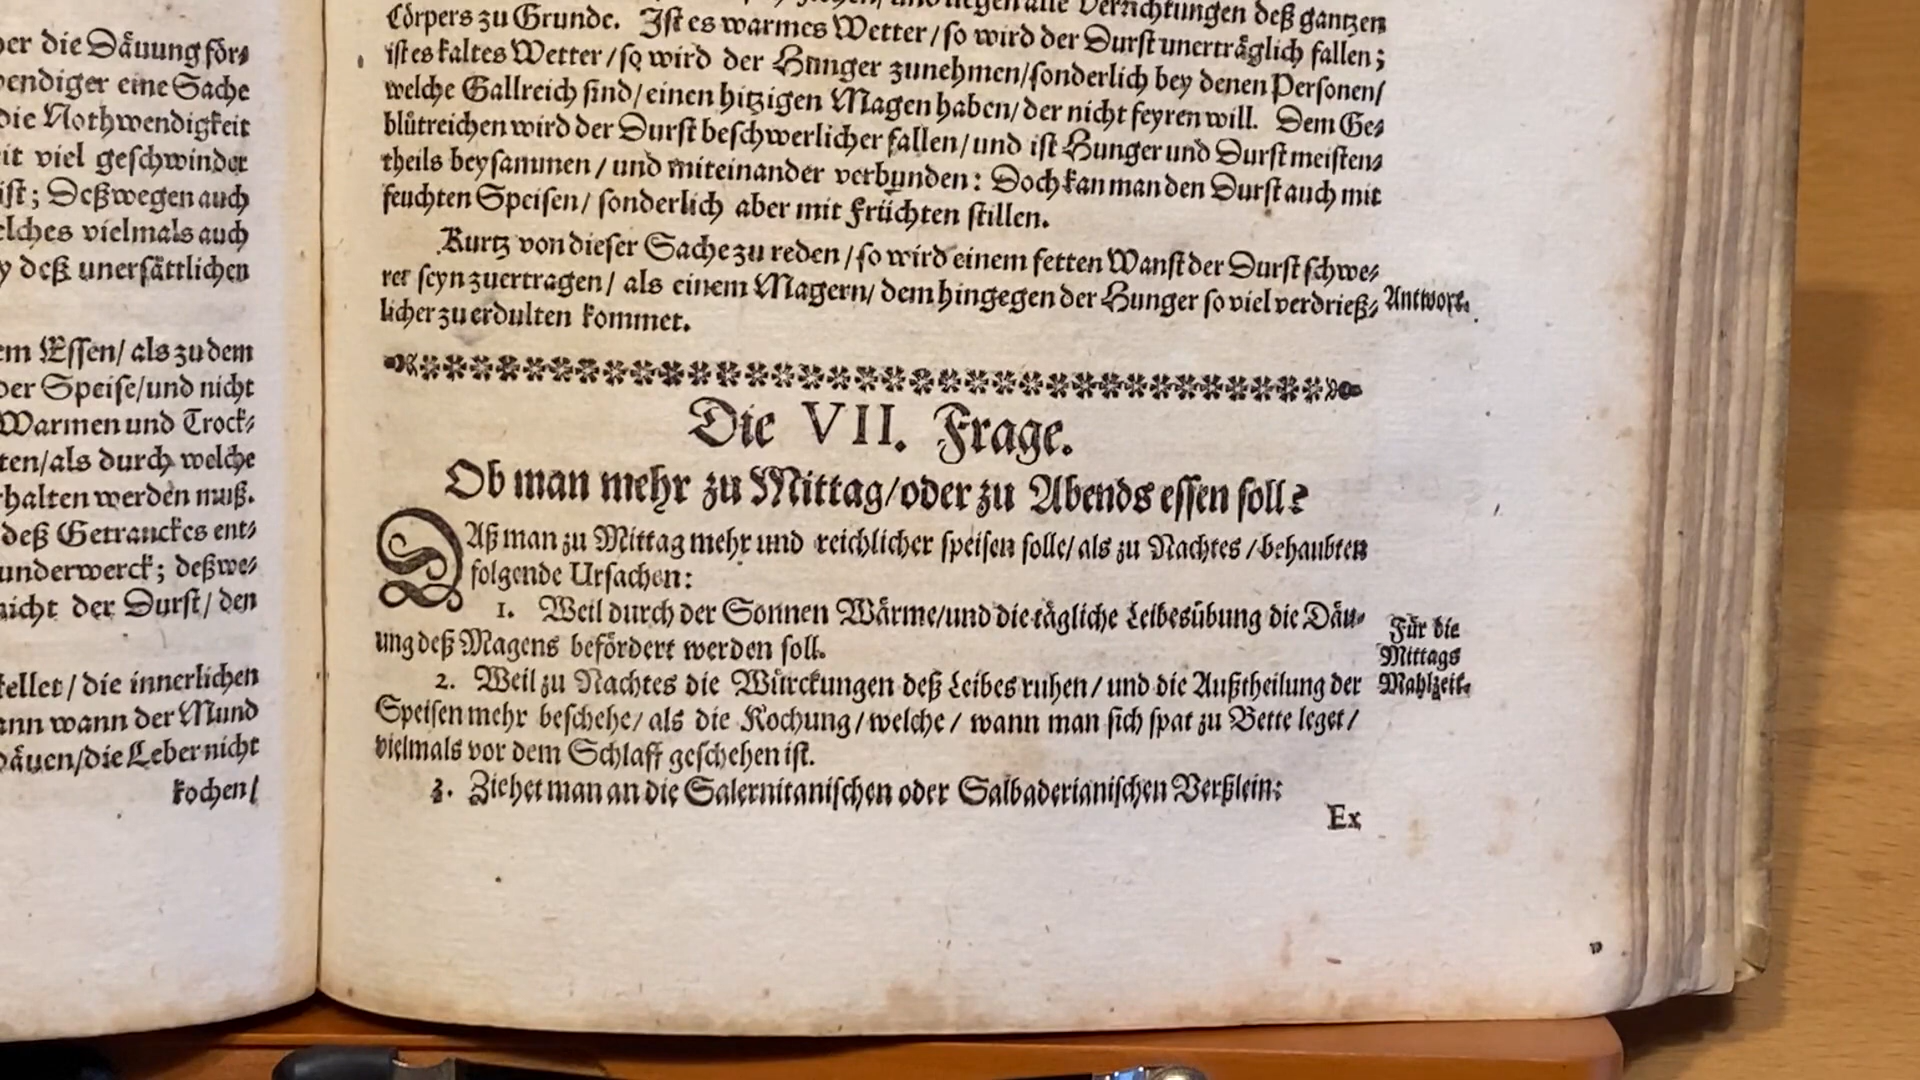 er die Däuung förs
endiger eine Sache
die Nothwendigkeit
it viel geschwinder
ist; Deßwegen auch
elches vielmals auch
y deß unersättlichen
em Essen/ als zu dem
der Speise/und nicht
Warmen und Trock⸗
ten/als durch welche
halten werden muß.
deß Getranckes ent⸗
underwerck; deßwe⸗
nicht der Durst/ den
tellet/ die innerlichen
ann wann der Mund
däuen/die Leber nicht
kochen/
Cörpers zu Grunde. Ist es warmes Wetter/so wird der Durst unerträglich fallen;
ist es kaltes Wetter/so wird der Hunger zunehmen/sonderlich bey denen Personen/
welche Gallreich sind/einen hitzigen Magen haben/der nicht feyren will. Dem Ge⸗
blütreichen wird der Durst beschwerlicher fallen/und ist Hunger und Durst meisten⸗
theils beysammen/und miteinander verbunden: Doch kan man den Durst auch mit
feuchten Speisen/ sonderlich aber mit Früchten stillen.
Kurtz von dieser Sache zu reden/so wird einem fetten Wanst der Durst schwe⸗
rer seyn zuertragen/ als einem Magern/ dem hingegen der Hunger so viel verdrieß⸗
licher zu erdulten kommet.
Antwort.
Die VII. Frage.
Ob man mehr zu Mittag/oder zu Abends essen soll?
Daß man zu Mittag mehr und reichlicher speisen solle/als zu Nachtes/behaubten
folgende Ursachen:
1. Weil durch der Sonnen Wärme/und die tägliche Leibesübung die Däu⸗
ung deß Magens befördert werden soll.
2. Weil zu Nachtes die Würckungen deß Leibes ruhen/ und die Außtheilung der
Speisen mehr beschehe/als die Kochung/welche/ wann man sich spat zu Bette leget/
vielmals vor dem Schlaff geschehen ist.
3. Ziehet man an die Salernitanischen oder Salbaderianischen Verßlein:
Für die
Mittags
Mahlzeit.
Ex